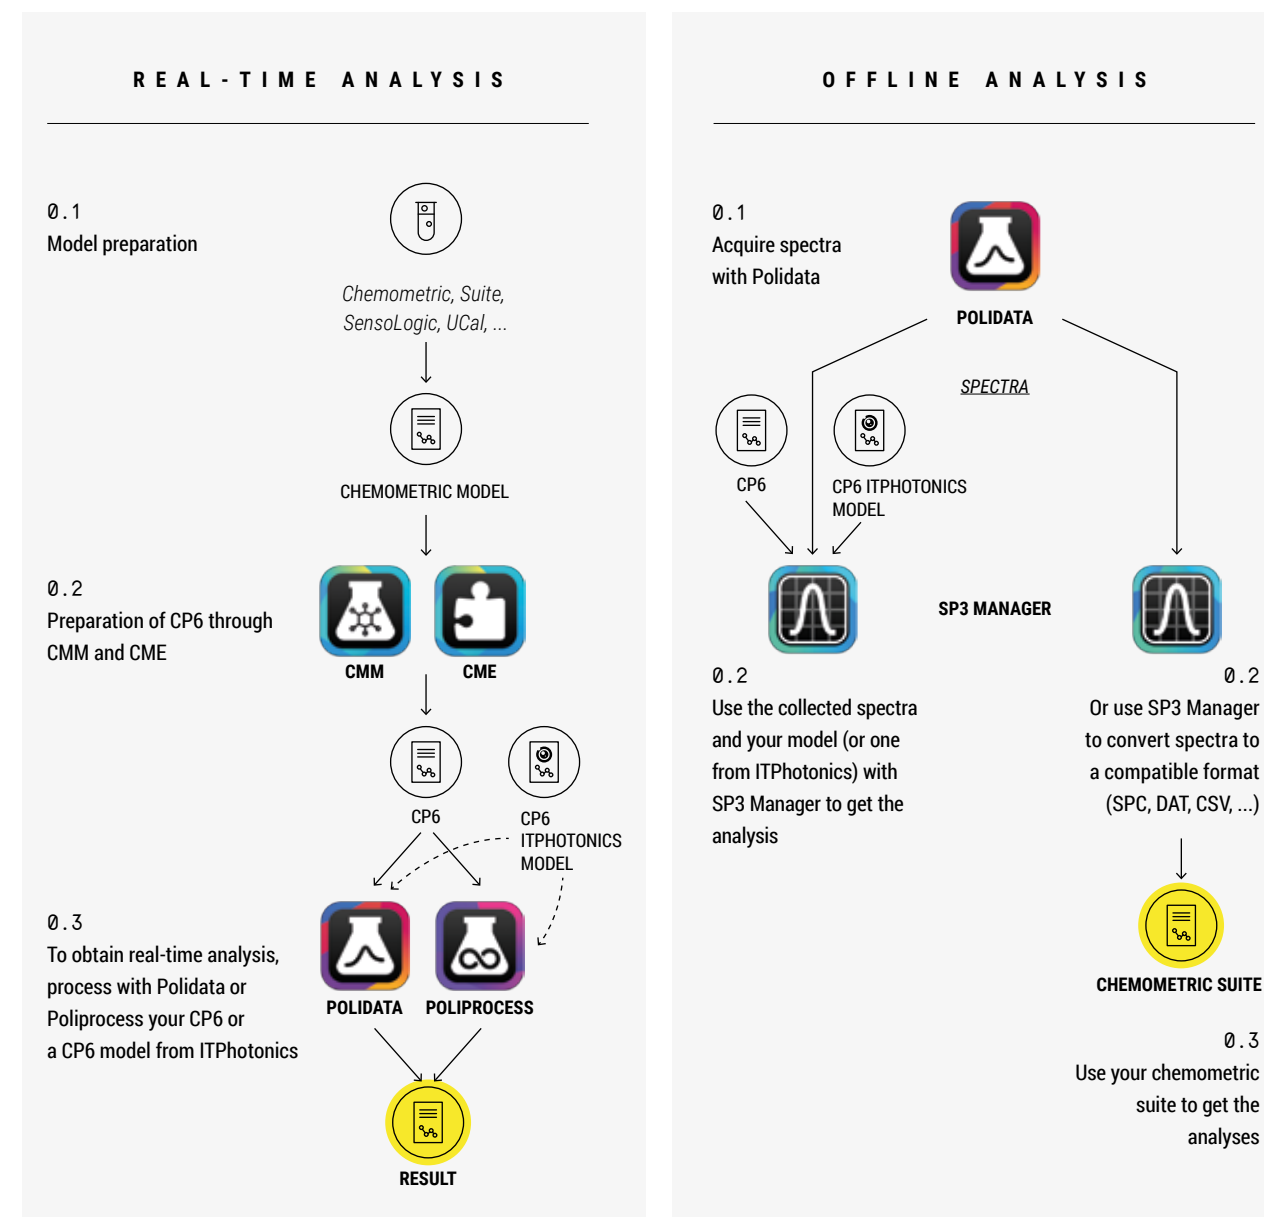 REAL-TIME ANALYSIS
0.1
Model preparation
Chemometric, Suite,
SensoLogic, UCal, ...
CHEMOMETRIC MODEL
0.2
Preparation of CP6 through
CMM and CME
CMM
CME
CP6
CP6
ITPHOTONICS
MODEL
0.3
To obtain real-time analysis,
process with Polidata or
Poliprocess your CP6 or
a CP6 model from ITPhotonics
POLIDATA
POLIPROCESS
RESULT
OFFLINE ANALYSIS
0.1
Acquire spectra
with Polidata
POLIDATA
SPECTRA
CP6
CP6 ITPHOTONICS
MODEL
SP3 MANAGER
0.2
Use the collected spectra
and your model (or one
from ITPhotonics) with
SP3 Manager to get the
analysis
0.2
Or use SP3 Manager
to convert spectra to
a compatible format
(SPC, DAT, CSV, ...)
CHEMOMETRIC SUITE
0.3
Use your chemometric
suite to get the
analyses